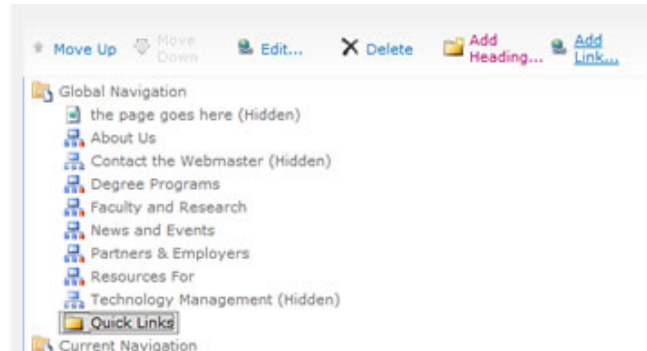 Move Up Move Down Edit... Delete Add Heading... Add Link...
Global Navigation
the page goes here (Hidden)
About Us
Contact the Webmaster (Hidden)
Degree Programs
Faculty and Research
News and Events
Partners & Employers
Resources For
Technology Management (Hidden)
Quick Links
Current Navigation